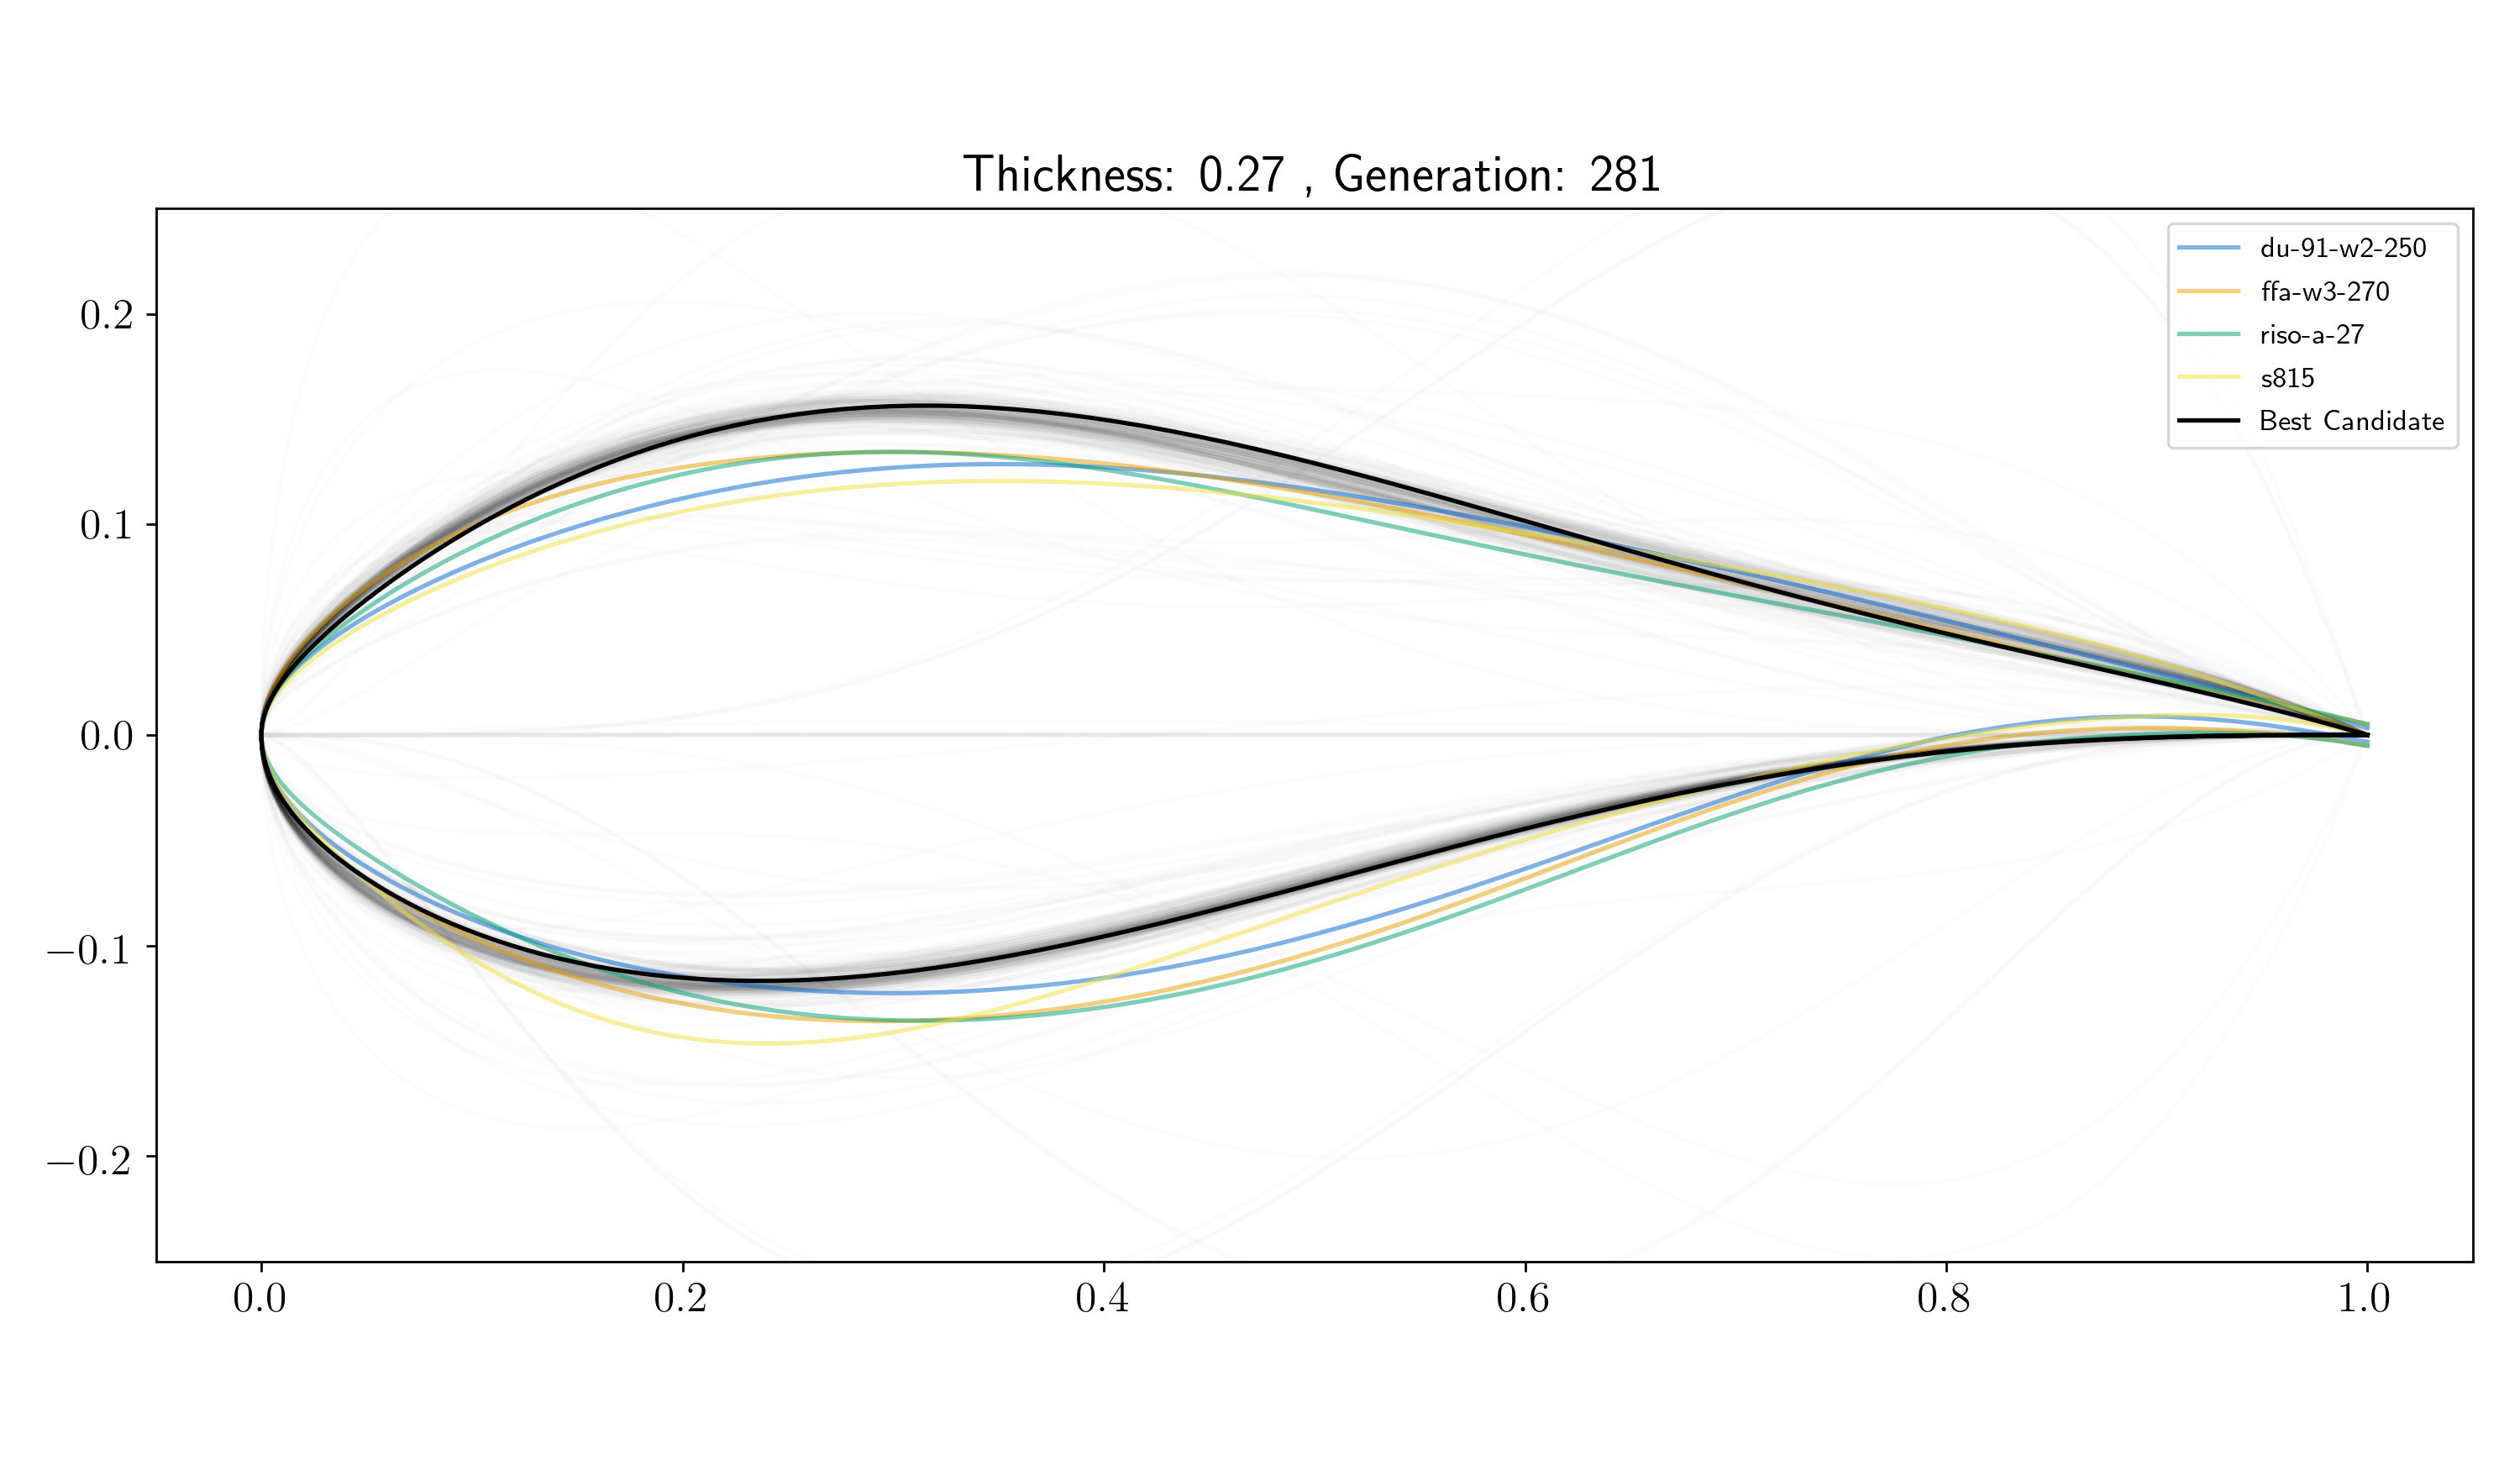 Thickness: 0.27 , Generation: 281
du-91-w2-250
ffa-w3-270
riso-a-27
s815
Best Candidate
0.2
0.1
0.0
−0.1
−0.2
0.0 0.2 0.4 0.6 0.8 1.0